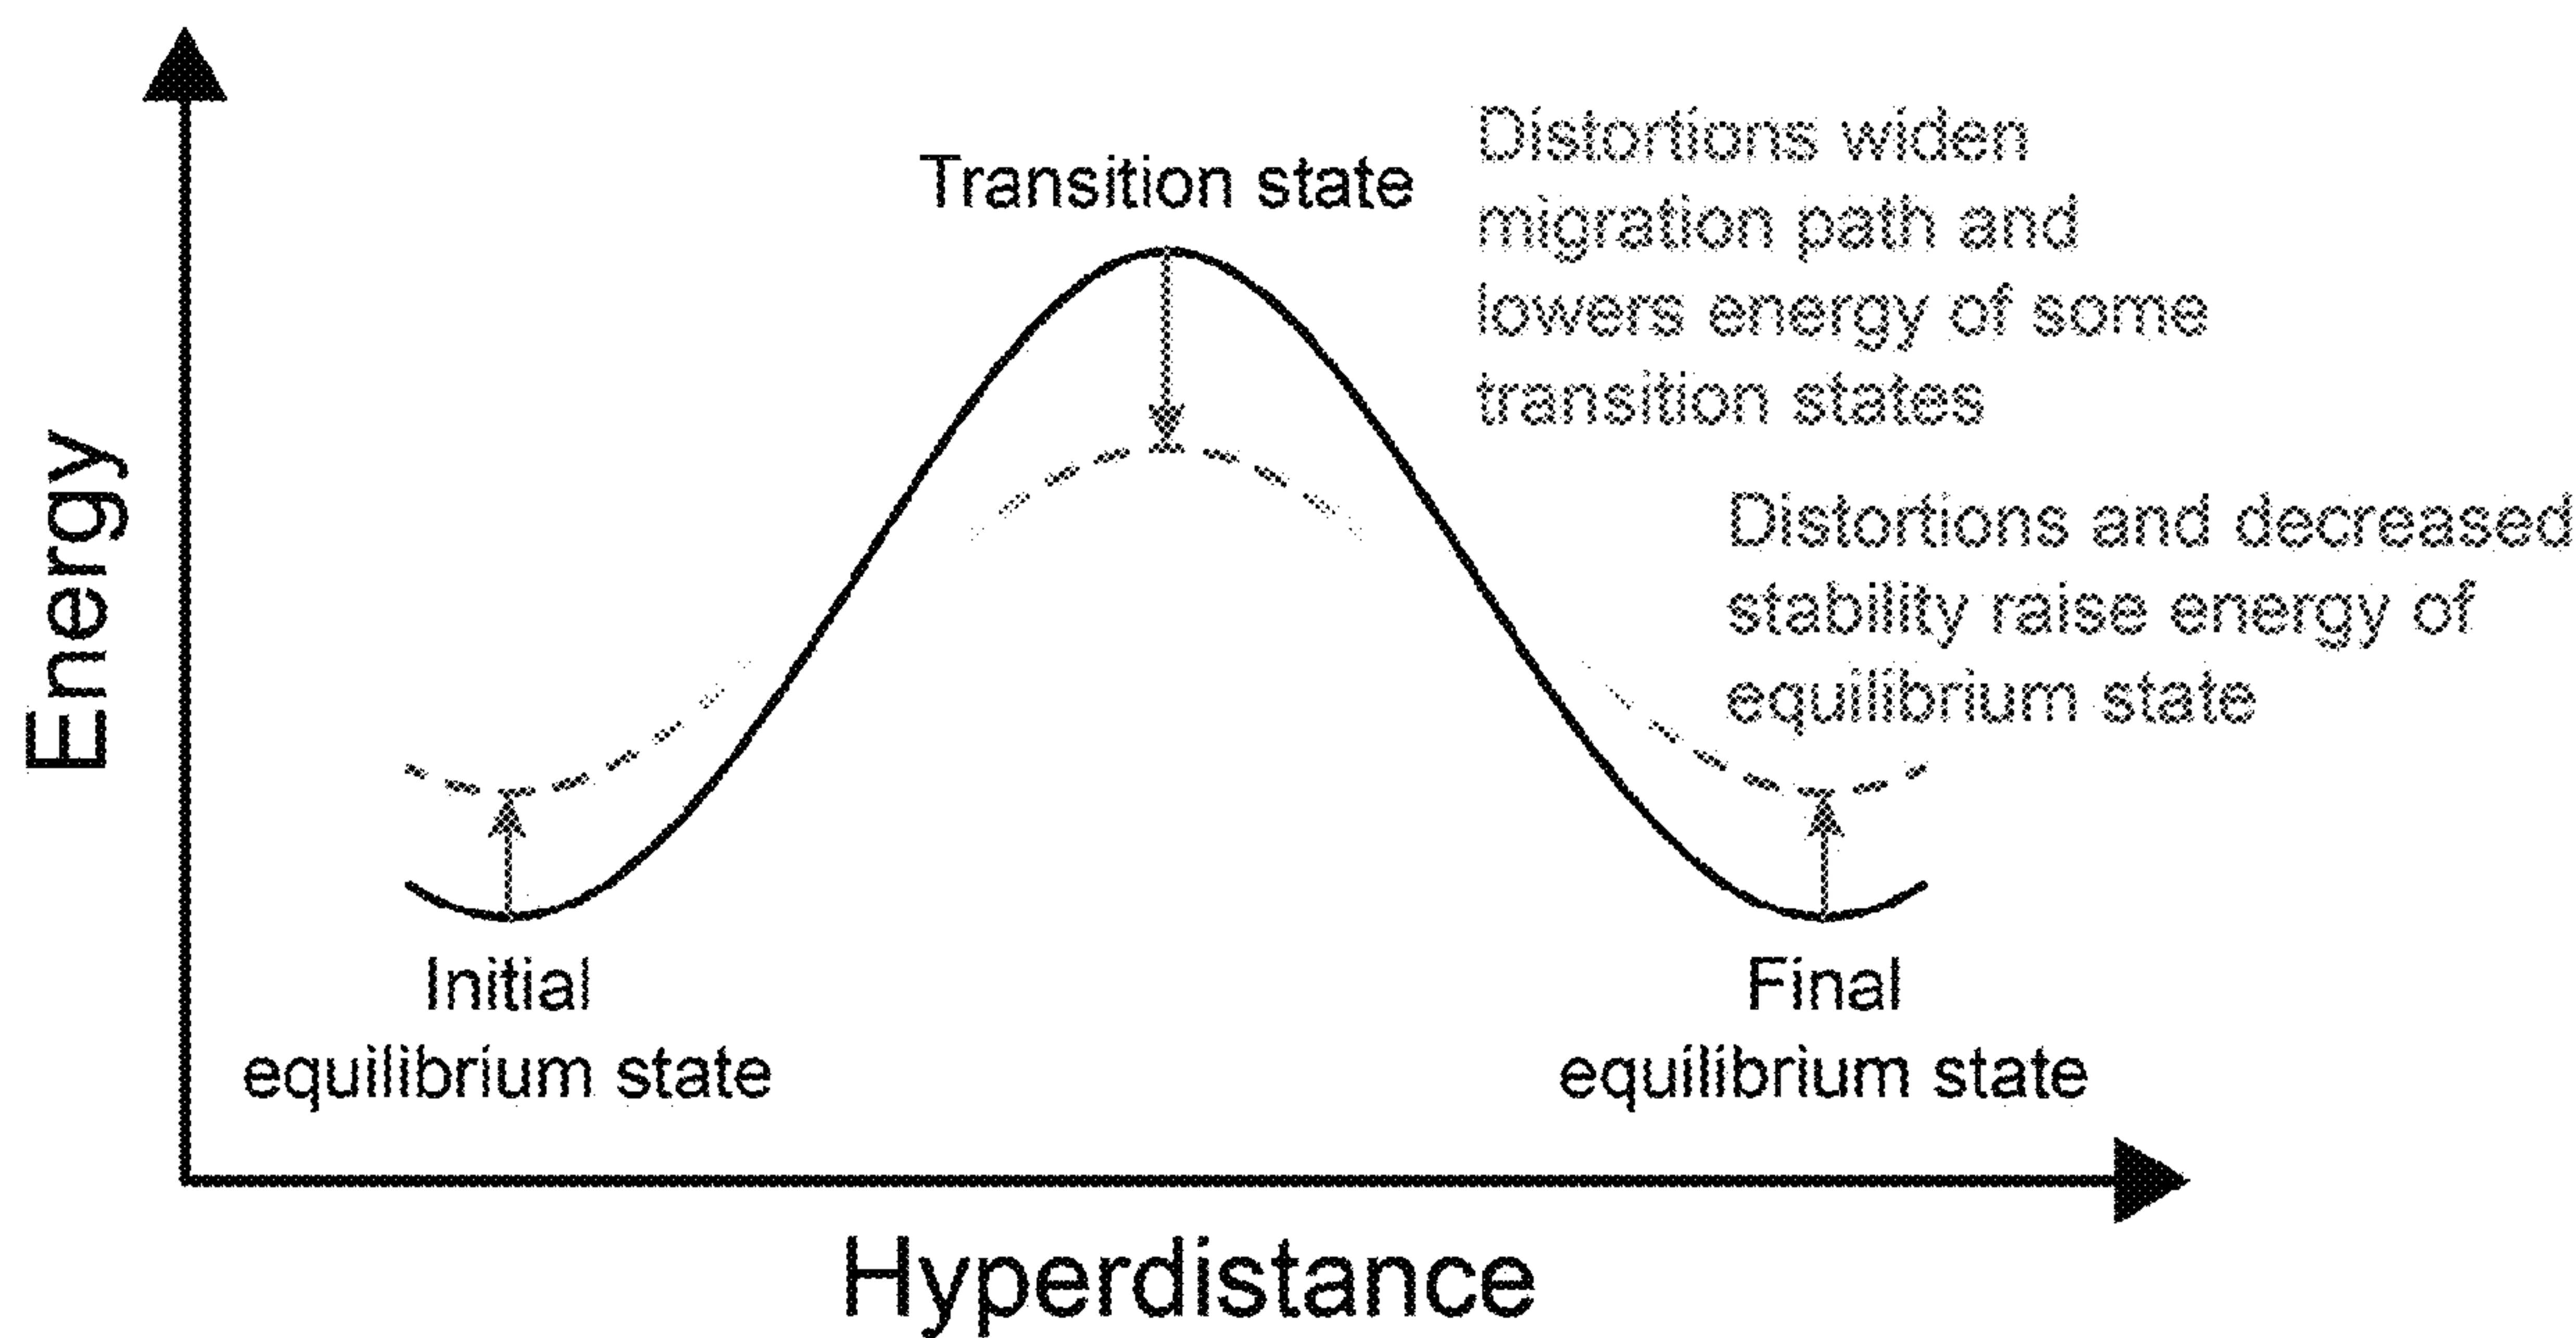 Energy
Transition state
Distortions widen
migration path and
lowers energy of some
transition states
Distortions and decreased
stability raise energy of
equilibrium state
Initial
equilibrium state
Final
equilibrium state
Hyperdistance